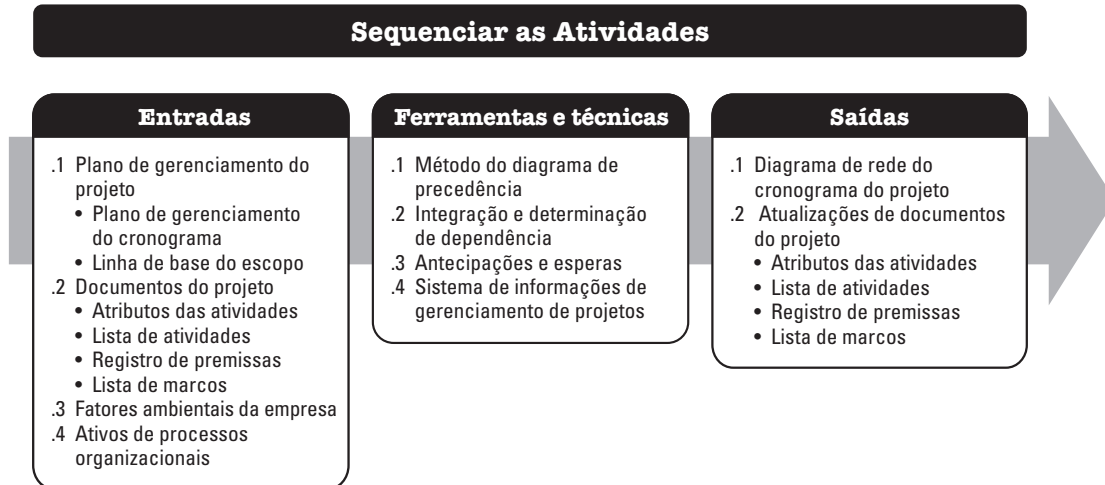 Sequenciar as Atividades
Entradas
.1 Plano de gerenciamento do
projeto
• Plano de gerenciamento
do cronograma
• Linha de base do escopo
.2 Documentos do projeto
• Atributos das atividades
• Lista de atividades
• Registro de premissas
• Lista de marcos
.3 Fatores ambientais da empresa
.4 Ativos de processos
organizacionais
Ferramentas e técnicas
.1 Método do diagrama de
precedência
.2 Integração e determinação
de dependência
.3 Antecipações e esperas
.4 Sistema de informações de
gerenciamento de projetos
Saídas
.1 Diagrama de rede do
cronograma do projeto
.2 Atualizações de documentos
do projeto
• Atributos das atividades
• Lista de atividades
• Registro de premissas
• Lista de marcos